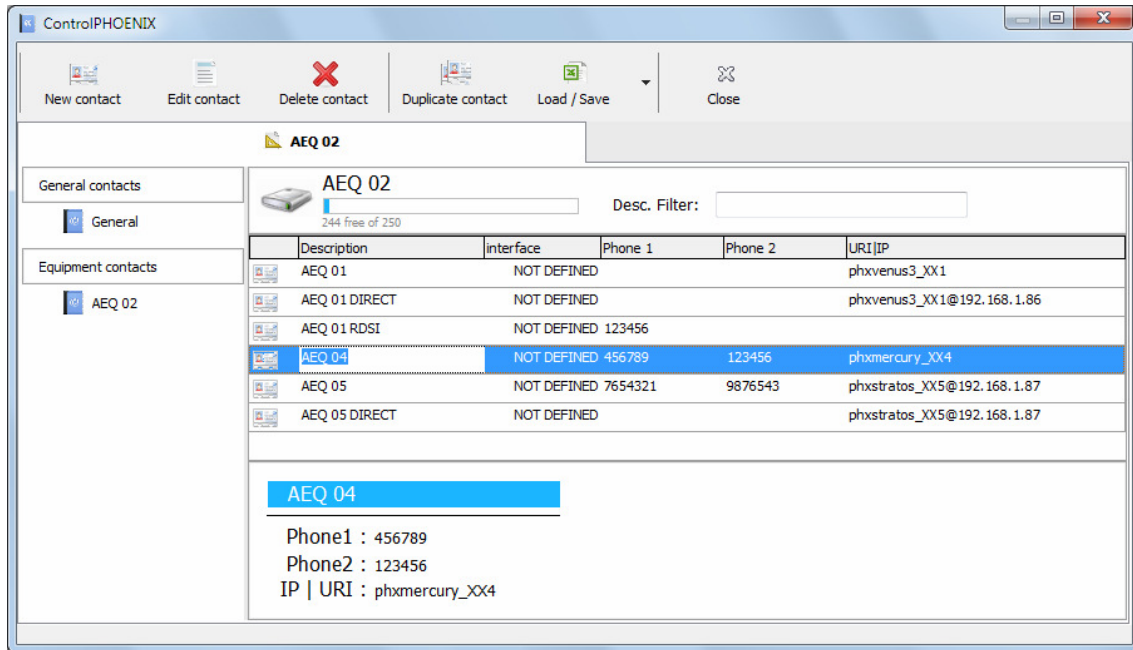 ControlPHOENIX
New contact Edit contact Delete contact Duplicate contact Load / Save Close
AEQ 02
General contacts
General
Equipment contacts
AEQ 02
AEQ 02
244 free of 250
Desc. Filter:
Description interface Phone 1 Phone 2 URI|IP
AEQ 01 NOT DEFINED phxvenus3_XX1
AEQ 01 DIRECT NOT DEFINED phxvenus3_XX1@192.168.1.86
AEQ 01 RDSI NOT DEFINED 123456
AEQ 04 NOT DEFINED 456789 123456 phxmercury_XX4
AEQ 05 NOT DEFINED 7654321 9876543 phxstratos_XX5@192.168.1.87
AEQ 05 DIRECT NOT DEFINED phxstratos_XX5@192.168.1.87
AEQ 04
Phone1 : 456789
Phone2 : 123456
IP | URI : phxmercury_XX4